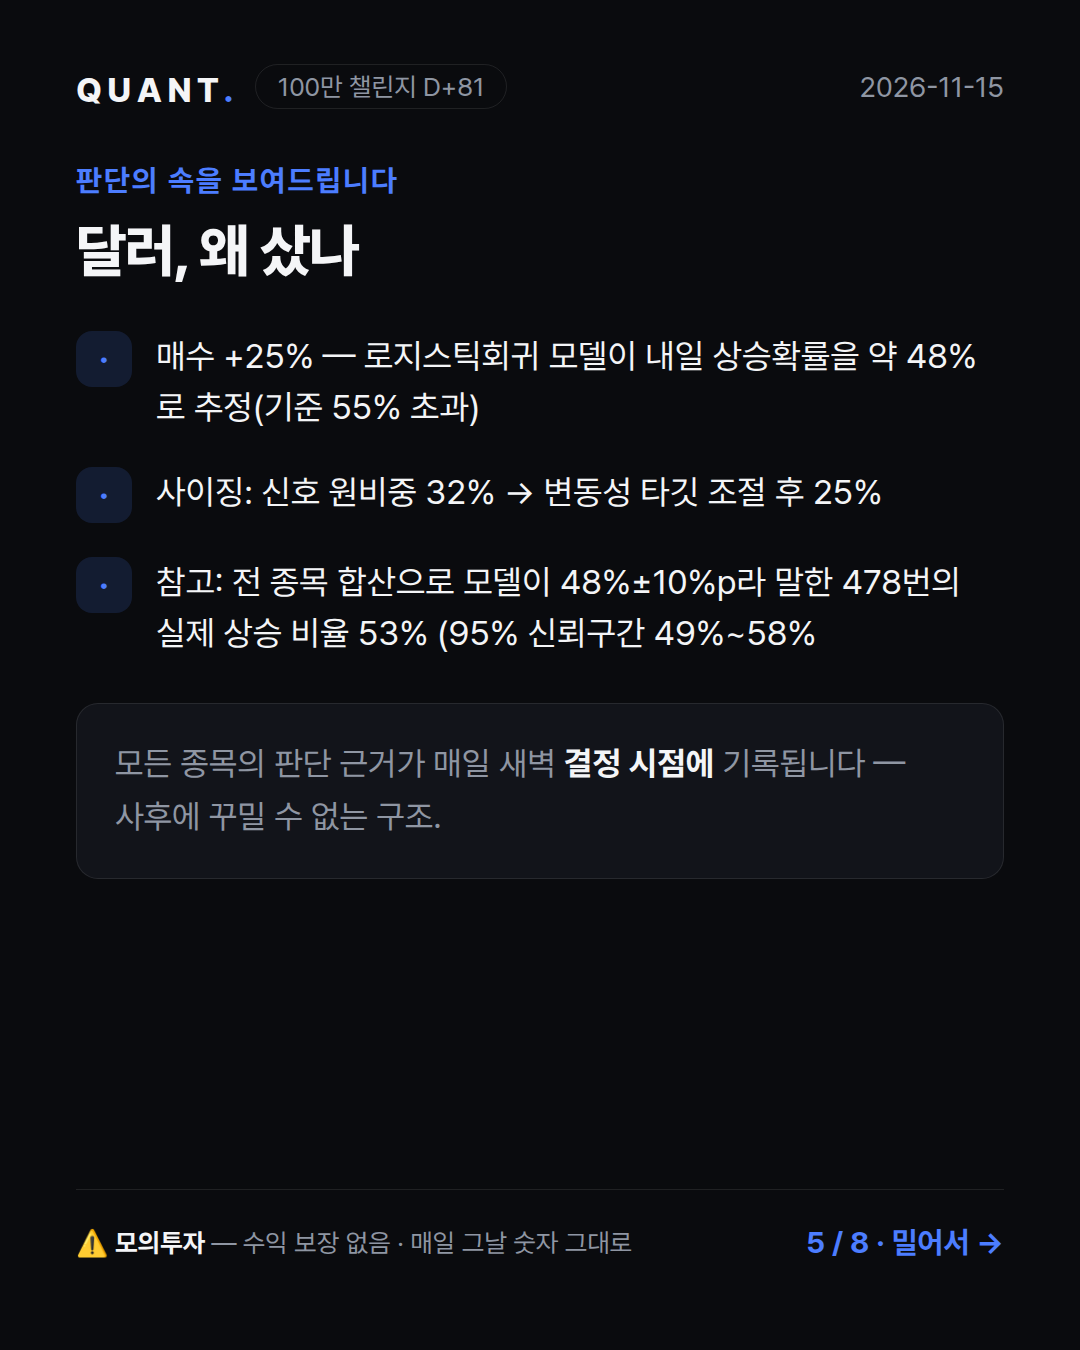 QUANT. 100만 챌린지 D+81 2026-11-15
판단의 속을 보여드립니다
달러, 왜 샀나
매수 +25% — 로지스틱회귀 모델이 내일 상승확률을 약 48%
로 추정(기준 55% 초과)
사이징: 신호 원비중 32% → 변동성 타깃 조절 후 25%
참고: 전 종목 합산으로 모델이 48%±10%p라 말한 478번의
실제 상승 비율 53% (95% 신뢰구간 49%~58%
모든 종목의 판단 근거가 매일 새벽 결정 시점에 기록됩니다 —
사후에 꾸밀 수 없는 구조.
⚠️ 모의투자 — 수익 보장 없음 · 매일 그날 숫자 그대로 5 / 8 · 밀어서 →